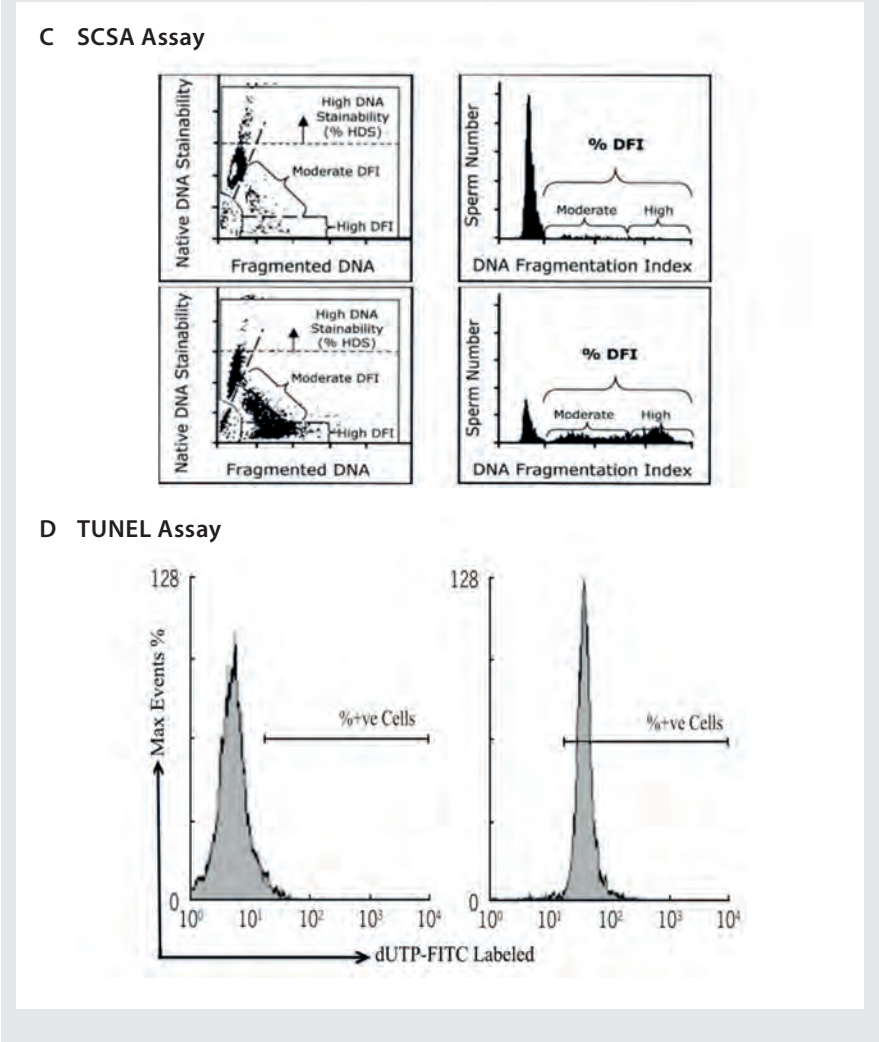 C SCSA Assay
Native DNA Stainability
High DNA
Stainability
(% HDS)
Moderate DFI
High DFI
Fragmented DNA
Sperm Number
% DFI
Moderate
High
DNA Fragmentation Index
Native DNA Stainability
High DNA
Stainability
(% HDS)
Moderate DFI
High DFI
Fragmented DNA
Sperm Number
% DFI
Moderate
High
DNA Fragmentation Index
D TUNEL Assay
128
Max Events %
%+ve Cells
0
10⁰ 10¹ 10² 10³ 10⁴
128
%+ve Cells
0
10⁰ 10¹ 10² 10³ 10⁴
dUTP-FITC Labeled